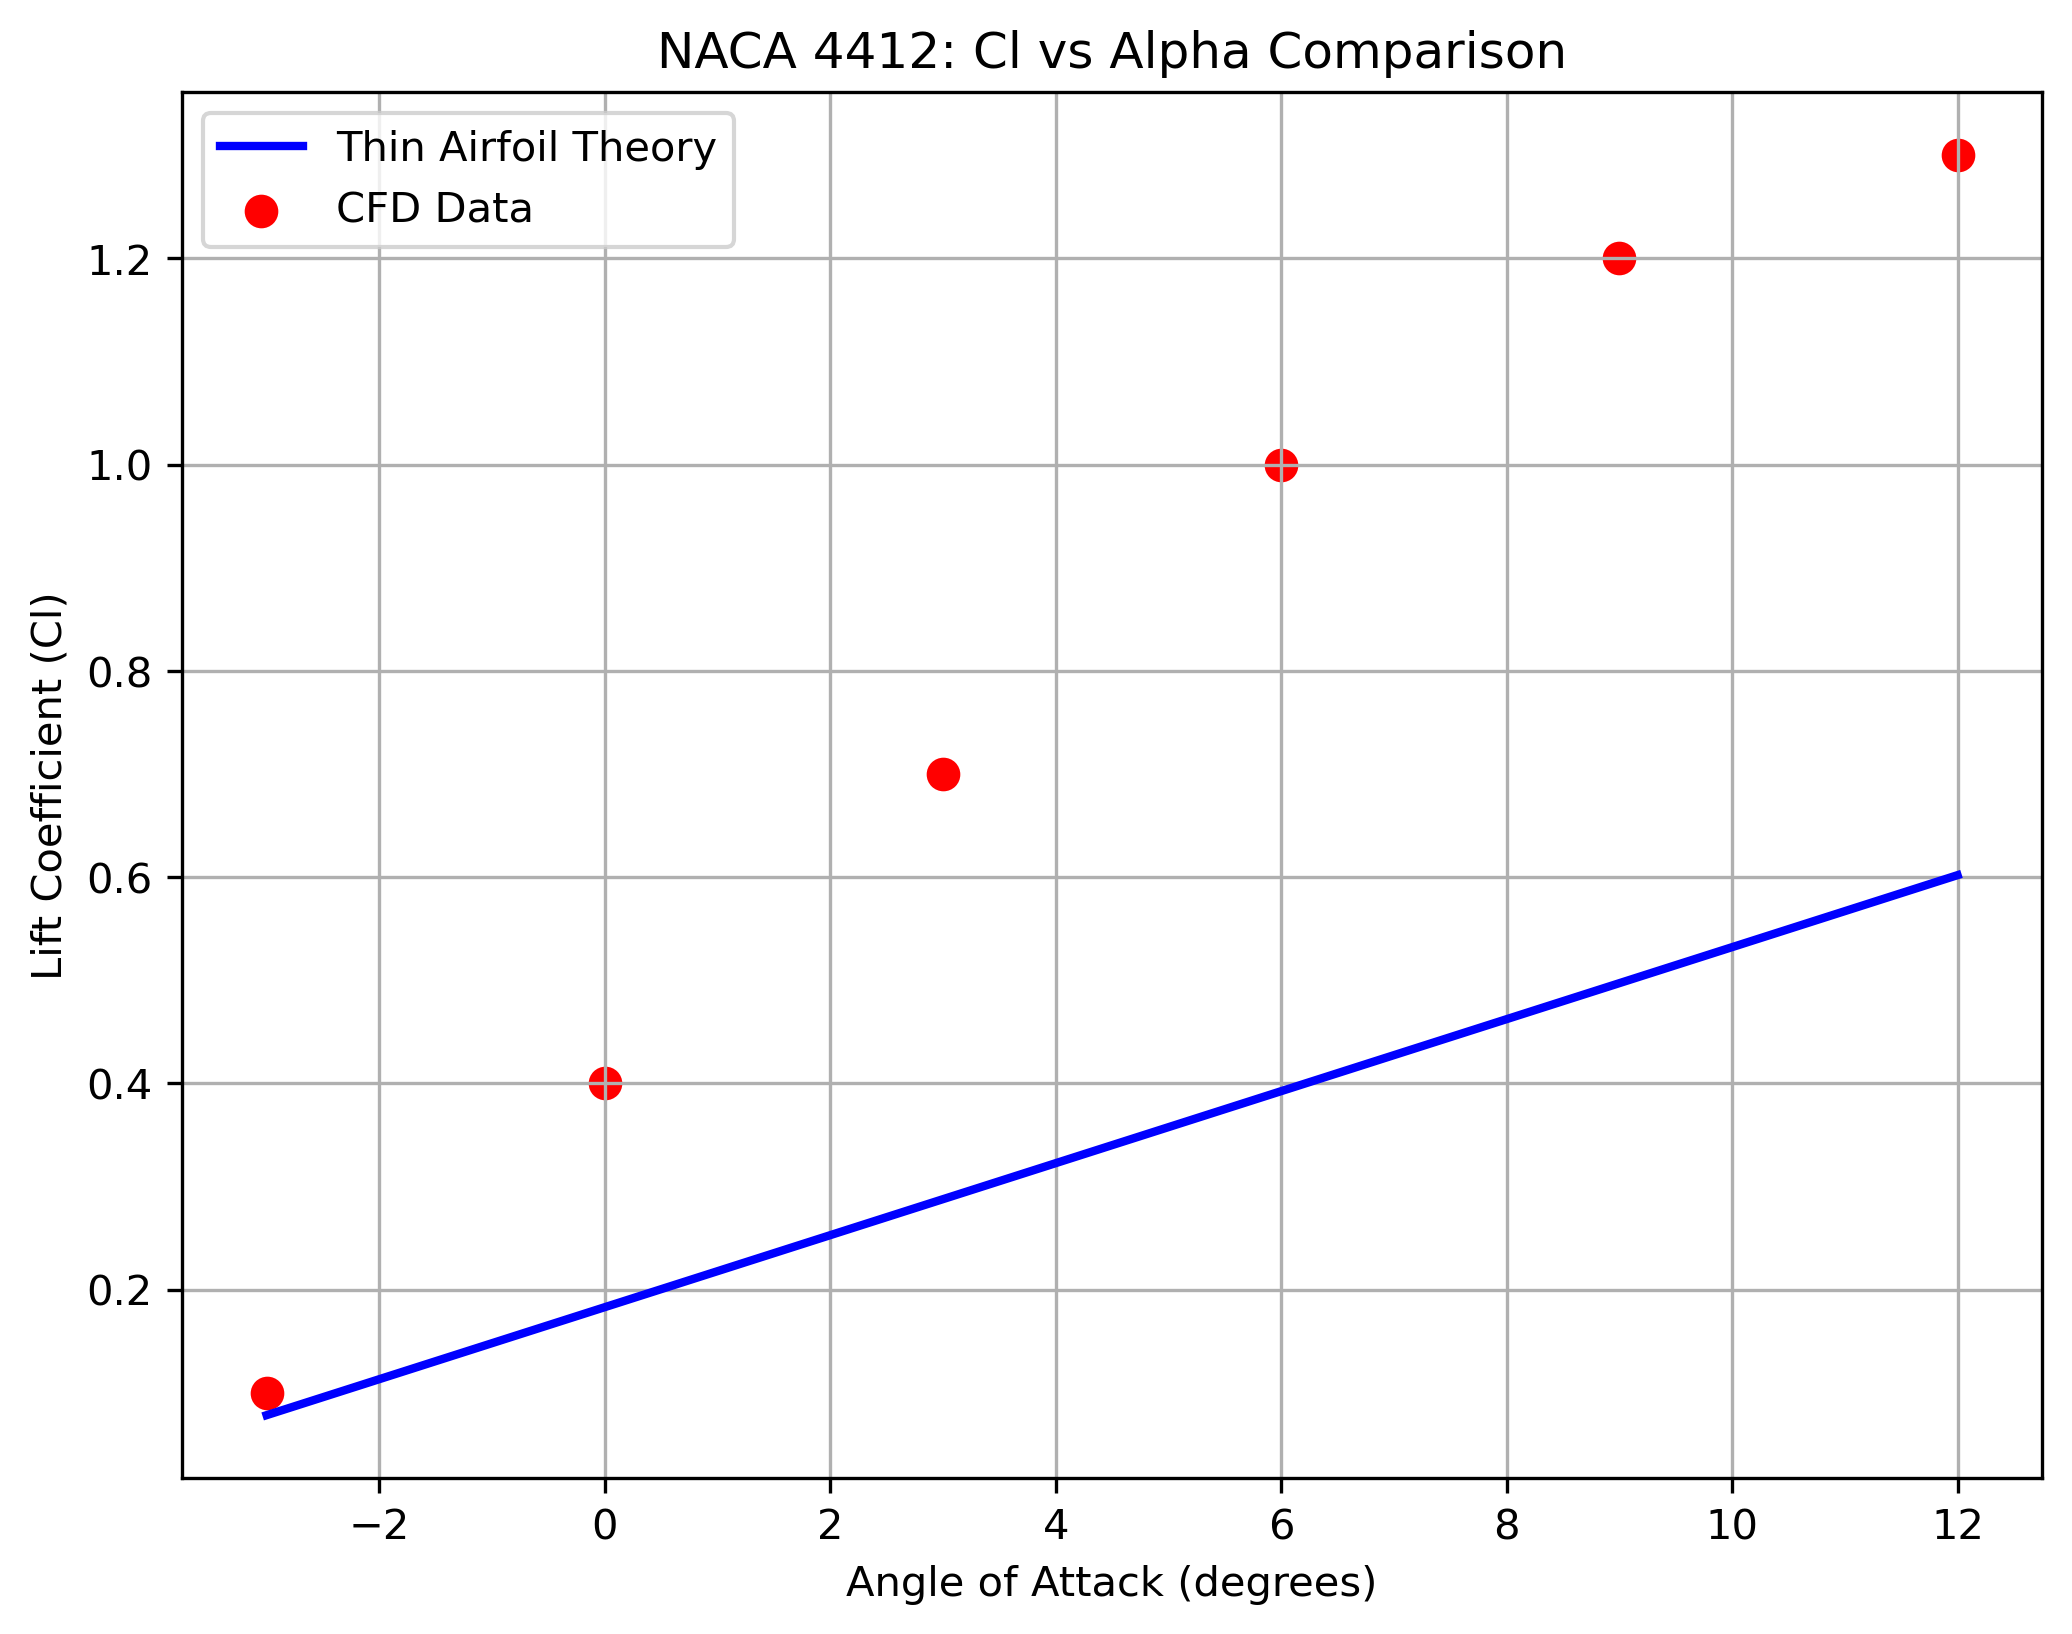 NACA 4412: Cl vs Alpha Comparison
Thin Airfoil Theory
CFD Data
Lift Coefficient (Cl)
1.2
1.0
0.8
0.6
0.4
0.2
−2 0 2 4 6 8 10 12
Angle of Attack (degrees)